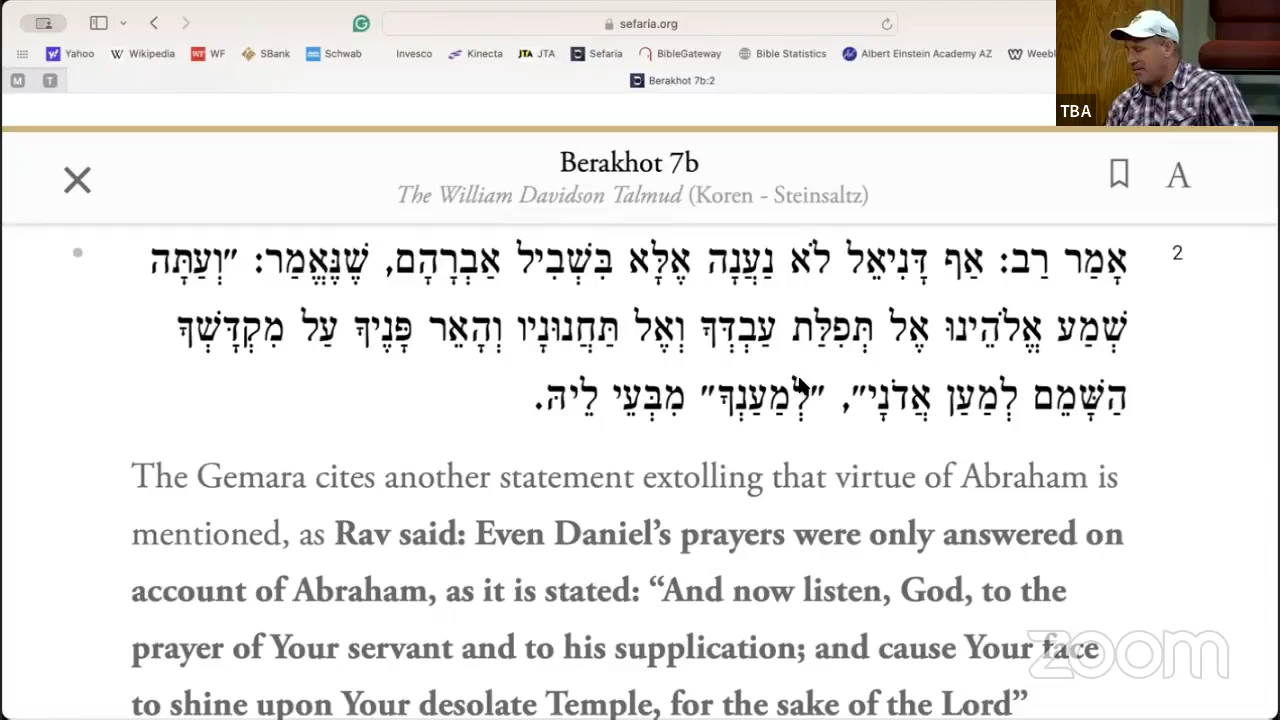 sefaria.org
Yahoo Wikipedia WF SBank Schwab Invesco Kinecta JTA JTA Sefaria BibleGateway Bible Statistics Albert Einstein Academy AZ Weebl
M T Berakhot 7b:2
TBA
Berakhot 7b
The William Davidson Talmud (Koren - Steinsaltz)
A
2
אָמַר רַב: אַף דָּנִיֵּאל לֹא נַעֲנָה אֶלָּא בִּשְׁבִיל אַבְרָהָם, שֶׁנֶּאֱמַר: ״וְעַתָּה
שְׁמַע אֱלֹהֵינוּ אֶל תְּפִלַּת עַבְדְּךָ וְאֶל תַּחֲנוּנָיו וְהָאֵר פָּנֶיךָ עַל מִקְדָּשְׁךָ
הַשָּׁמֵם לְמַעַן אֲדֹנָי״, ״לְמַעַנְךָ״ מִבְּעֵי לֵיהּ.
The Gemara cites another statement extolling that virtue of Abraham is
mentioned, as Rav said: Even Daniel’s prayers were only answered on
account of Abraham, as it is stated: “And now listen, God, to the
prayer of Your servant and to his supplication; and cause Your face
to shine upon Your desolate Temple, for the sake of the Lord”
zoom